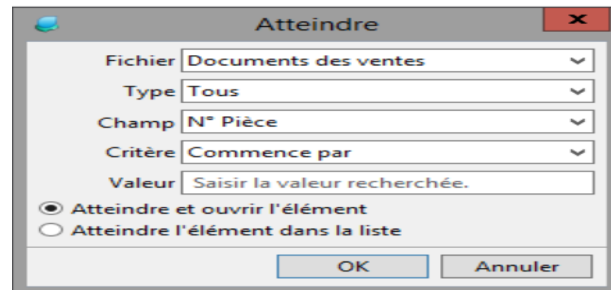 Atteindre
Fichier Documents des ventes
Type Tous
Champ N° Pièce
Critère Commence par
Valeur Saisir la valeur recherchée.
Atteindre et ouvrir l'élément
Atteindre l'élément dans la liste
OK Annuler